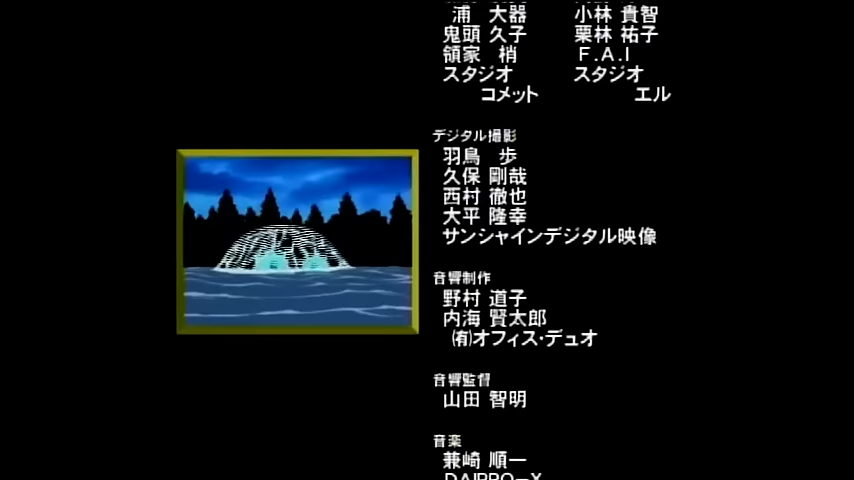 浦　大器　　小林 貴智
鬼頭 久子　　栗林 祐子
領家　梢　　F.A.I
スタジオ　　スタジオ
コメット　　エル
デジタル撮影
羽鳥　歩
久保 剛哉
西村 徹也
大平 隆幸
サンシャインデジタル映像
音響制作
野村 道子
内海 賢太郎
㈲オフィス・デュオ
音響監督
山田 智明
音楽
兼崎 順一
DAIPRO-X